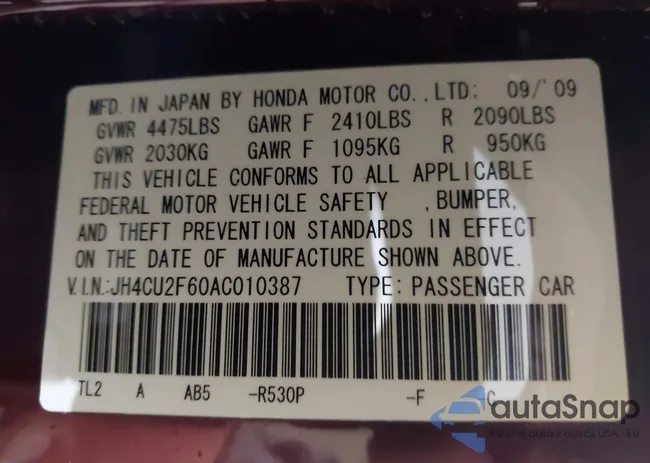 MFD. IN JAPAN BY HONDA MOTOR CO., LTD: 09/'09
GVWR 4475LBS GAWR F 2410LBS R 2090LBS
GVWR 2030KG GAWR F 1095KG R 950KG
THIS VEHICLE CONFORMS TO ALL APPLICABLE
FEDERAL MOTOR VEHICLE SAFETY , BUMPER,
AND THEFT PREVENTION STANDARDS IN EFFECT
ON THE DATE OF MANUFACTURE SHOWN ABOVE.
V.I.N.:JH4CU2F60AC010387 TYPE: PASSENGER CAR
TL2 A AB5 -R530P -F -C
autaSnap